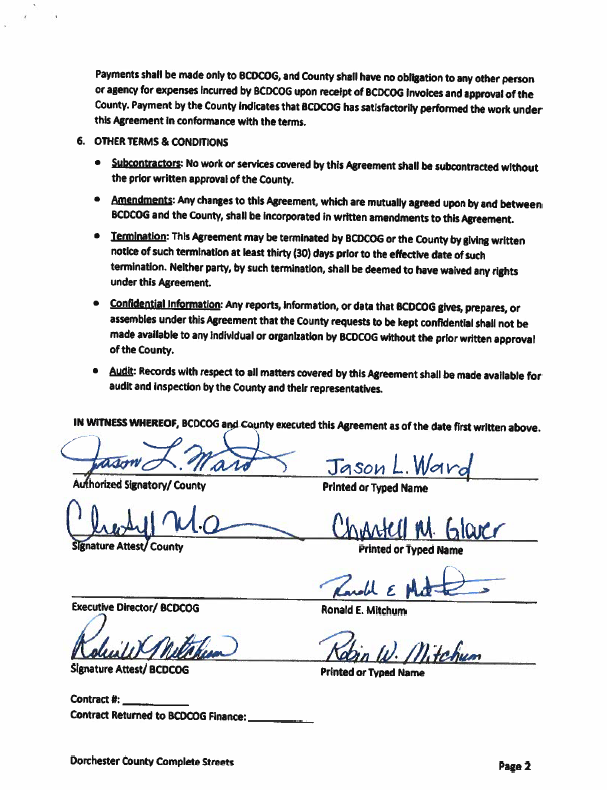 Payments shall be made only to BCDCOG, and County shall have no obligation to any other person
or agency for expenses incurred by BCDCOG upon receipt of BCDCOG Invoices and approval of the
County. Payment by the County indicates that BCDCOG has satisfactorily performed the work under
this Agreement in conformance with the terms.
6. OTHER TERMS & CONDITIONS
• Subcontractors: No work or services covered by this Agreement shall be subcontracted without
the prior written approval of the County.
• Amendments: Any changes to this Agreement, which are mutually agreed upon by and between
BCDCOG and the County, shall be incorporated in written amendments to this Agreement.
• Termination: This Agreement may be terminated by BCDCOG or the County by giving written
notice of such termination at least thirty (30) days prior to the effective date of such
termination. Neither party, by such termination, shall be deemed to have waived any rights
under this Agreement.
• Confidential Information: Any reports, information, or data that BCDCOG gives, prepares, or
assembles under this Agreement that the County requests to be kept confidential shall not be
made available to any individual or organization by BCDCOG without the prior written approval
of the County.
• Audit: Records with respect to all matters covered by this Agreement shall be made available for
audit and inspection by the County and their representatives.
IN WITNESS WHEREOF, BCDCOG and County executed this Agreement as of the date first written above.
Jason L. Ward Jason L. Ward
Authorized Signatory/ County Printed or Typed Name
M. Glover
Signature Attest/ County Printed or Typed Name
Ronald E
Executive Director/ BCDCOG Ronald E. Mitchum
Robin W Mitchum Robin W. Mitchum
Signature Attest/ BCDCOG Printed or Typed Name
Contract #: ___________
Contract Returned to BCDCOG Finance: ___________
Dorchester County Complete Streets Page 2